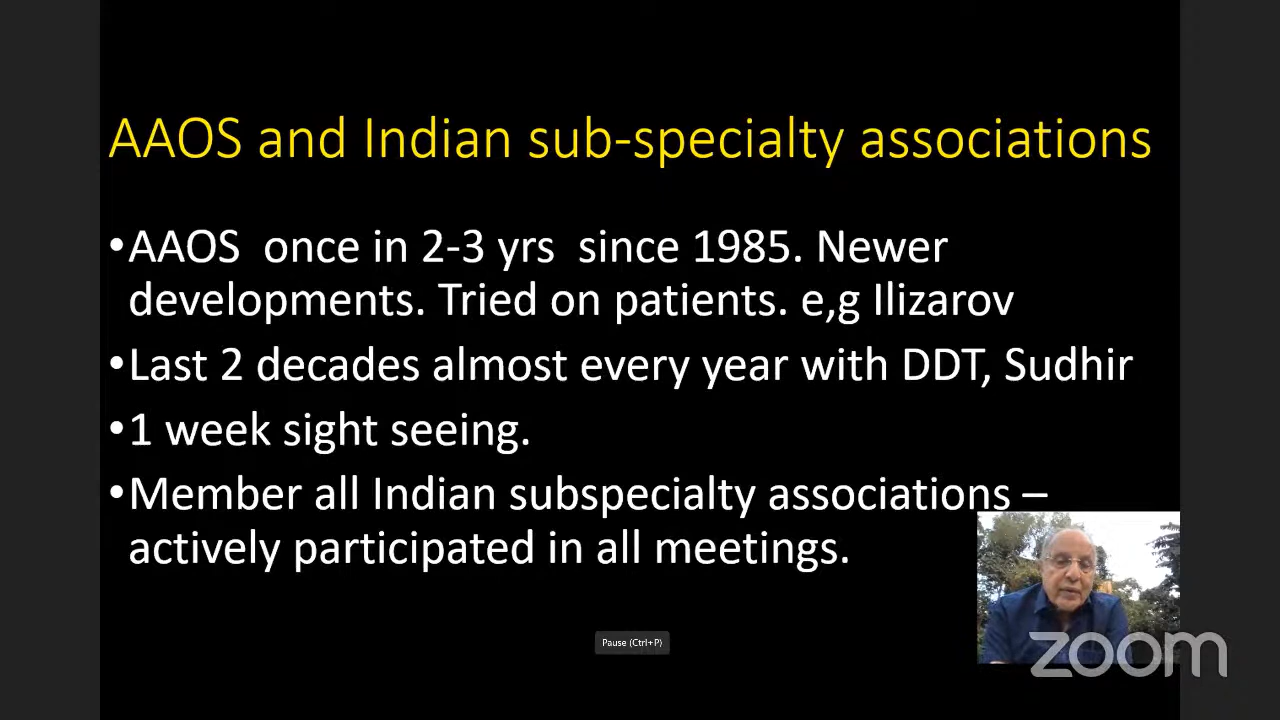 AAOS and Indian sub-specialty associations
•AAOS once in 2-3 yrs since 1985. Newer
developments. Tried on patients. e,g Ilizarov
•Last 2 decades almost every year with DDT, Sudhir
•1 week sight seeing.
•Member all Indian subspecialty associations –
actively participated in all meetings.
Pause (Ctrl+P)
zoom